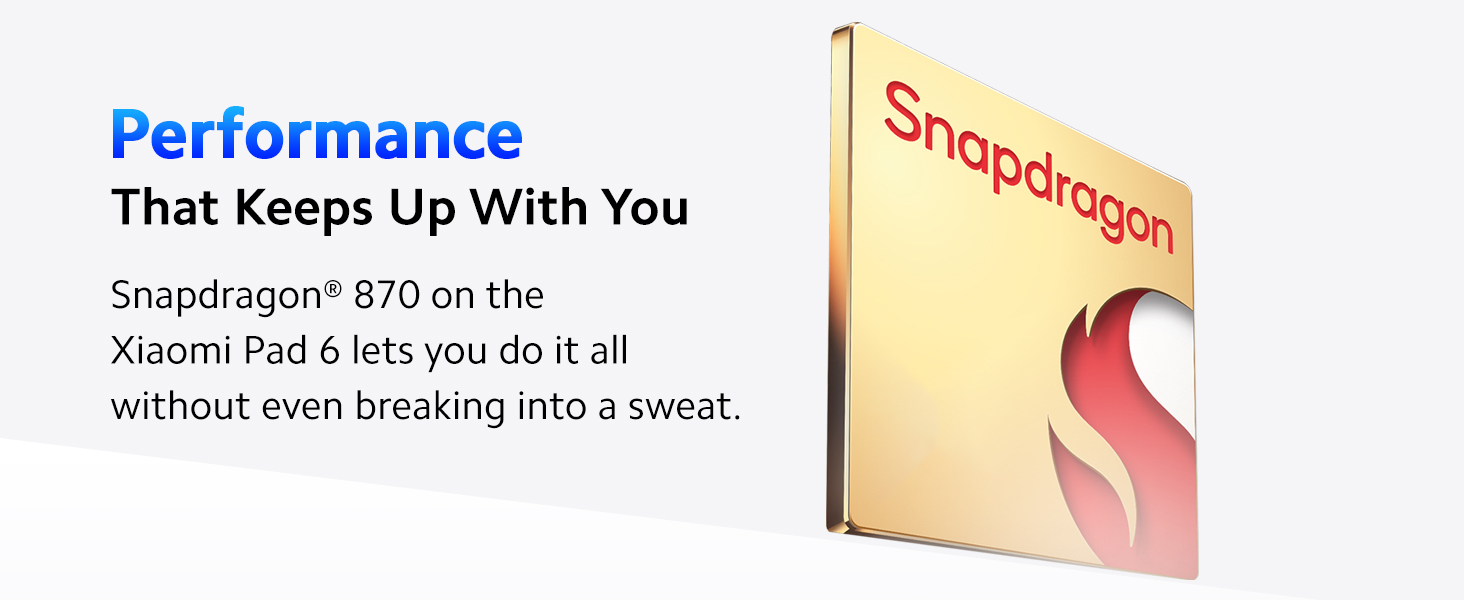 Performance
That Keeps Up With You
Snapdragon® 870 on the
Xiaomi Pad 6 lets you do it all
without even breaking into a sweat.
Snapdragon